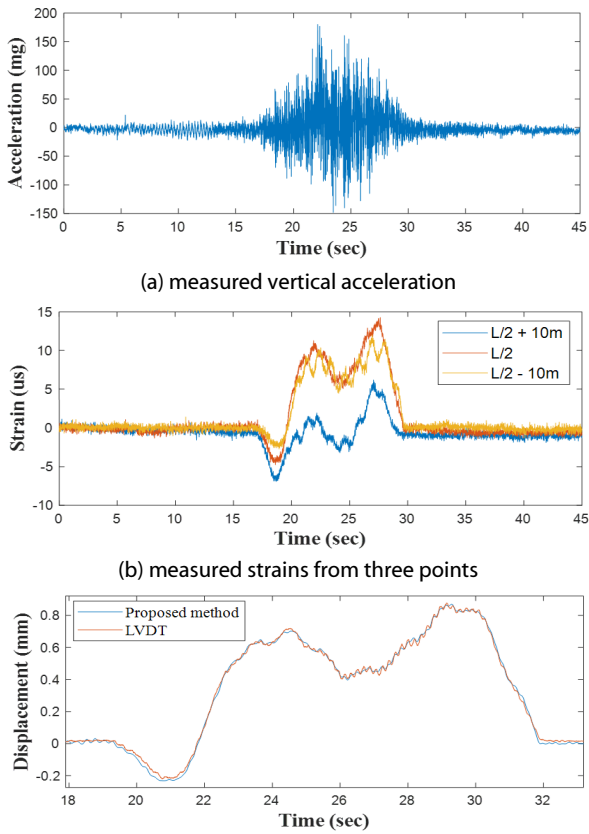 200
150
100
50
0
-50
-100
-150
Acceleration (mg)
0 5 10 15 20 25 30 35 40 45
Time (sec)
(a) measured vertical acceleration
15
10
5
0
-5
-10
Strain (us)
L/2 + 10m
L/2
L/2 - 10m
0 5 10 15 20 25 30 35 40 45
Time (sec)
(b) measured strains from three points
0.8
0.6
0.4
0.2
0
-0.2
Displacement (mm)
Proposed method
LVDT
18 20 22 24 26 28 30 32
Time (sec)